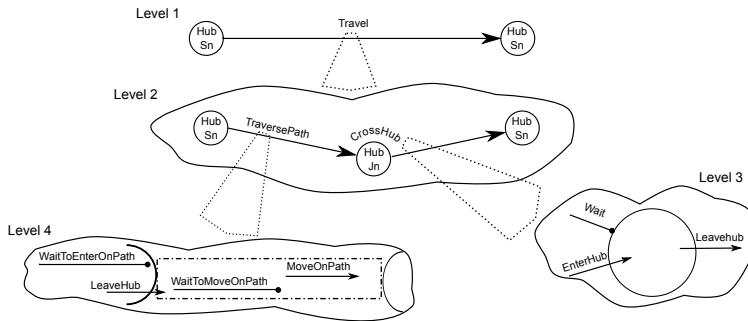 Level 1
Hub
Sn
Travel
Hub
Sn
Level 2
Hub
Sn
TraversePath
Hub
Jn
CrossHub
Hub
Sn
Level 3
Wait
EnterHub
Leavehub
Level 4
WaitToEnterOnPath
LeaveHub
WaitToMoveOnPath
MoveOnPath